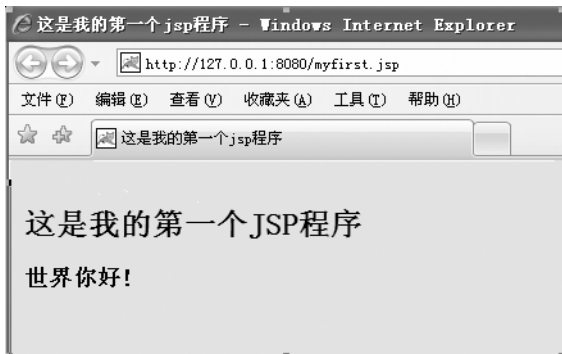 这是我的第一个jsp程序 - Windows Internet Explorer
http://127.0.0.1:8080/myfirst.jsp
文件(F) 编辑(E) 查看(V) 收藏夹(A) 工具(T) 帮助(H)
这是我的第一个jsp程序
这是我的第一个JSP程序
世界你好!